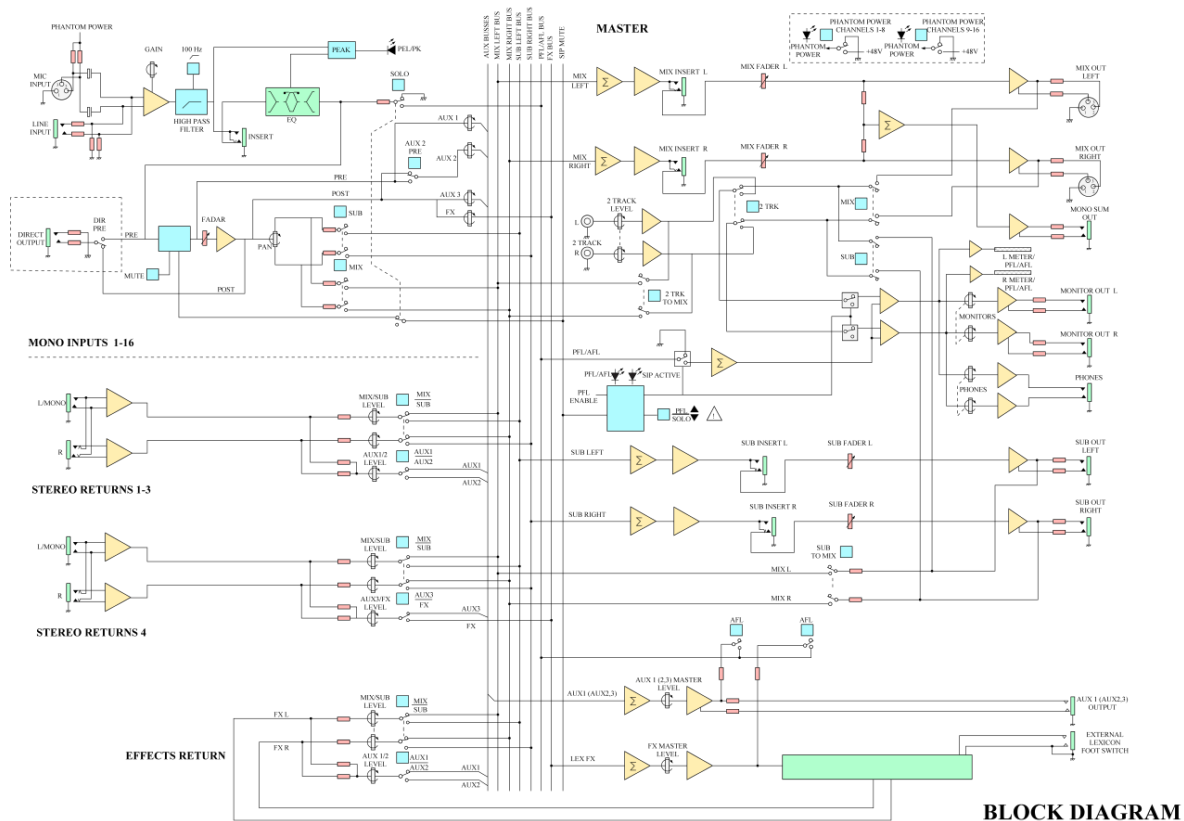 PHANTOM POWER
GAIN
100 Hz
MIC
INPUT
LINE
INPUT
HIGH PASS
FILTER
PEAK
PEL/PK
SOLO
EQ
INSERT
AUX 1
AUX 2
PRE
AUX 2
PRE
POST
AUX 3
FX
DIR
PRE
DIRECT
OUTPUT
PRE
FADAR
PAN
SUB
MIX
MUTE
POST
MONO INPUTS 1-16
L/MONO
R
MIX/SUB
LEVEL
MIX
SUB
AUX1/2
LEVEL
AUX1
AUX2
AUX1
AUX2
STEREO RETURNS 1-3
L/MONO
R
MIX/SUB
LEVEL
MIX
SUB
AUX3/FX
LEVEL
AUX3
FX
AUX3
FX
STEREO RETURNS 4
FX L
FX R
MIX/SUB
LEVEL
MIX
SUB
AUX 1/2
LEVEL
AUX1
AUX2
AUX1
AUX2
EFFECTS RETURN
AUX BUSSES
MIX LEFT BUS
MIX RIGHT BUS
SUB LEFT BUS
SUB RIGHT BUS
PFL/AFL BUS
FX BUS
SIP MUTE
MASTER
PHANTOM POWER
CHANNELS 1-8
PHANTOM
POWER
+48V
PHANTOM POWER
CHANNELS 9-16
PHANTOM
POWER
+48V
MIX
LEFT
MIX INSERT L
MIX FADER L
MIX OUT
LEFT
MIX
RIGHT
MIX INSERT R
MIX FADER R
MIX OUT
RIGHT
2 TRACK
LEVEL
L
2 TRACK
R
2 TRK
MIX
SUB
MONO SUM
OUT
L METER/
PFL/AFL
R METER/
PFL/AFL
2 TRK
TO MIX
MONITOR OUT L
MONITORS
MONITOR OUT R
PFL/AFL
PFL/AFL
SIP ACTIVE
PFL
ENABLE
PFL
SOLO
PHONES
PHONES
SUB LEFT
SUB INSERT L
SUB FADER L
SUB OUT
LEFT
SUB RIGHT
SUB INSERT R
SUB FADER R
SUB OUT
RIGHT
SUB
TO MIX
MIX L
MIX R
AFL
AFL
AUX1 (AUX2,3)
AUX 1 (2,3) MASTER
LEVEL
AUX 1 (AUX2,3)
OUTPUT
LEX FX
FX MASTER
LEVEL
EXTERNAL
LEXICON
FOOT SWITCH
BLOCK DIAGRAM